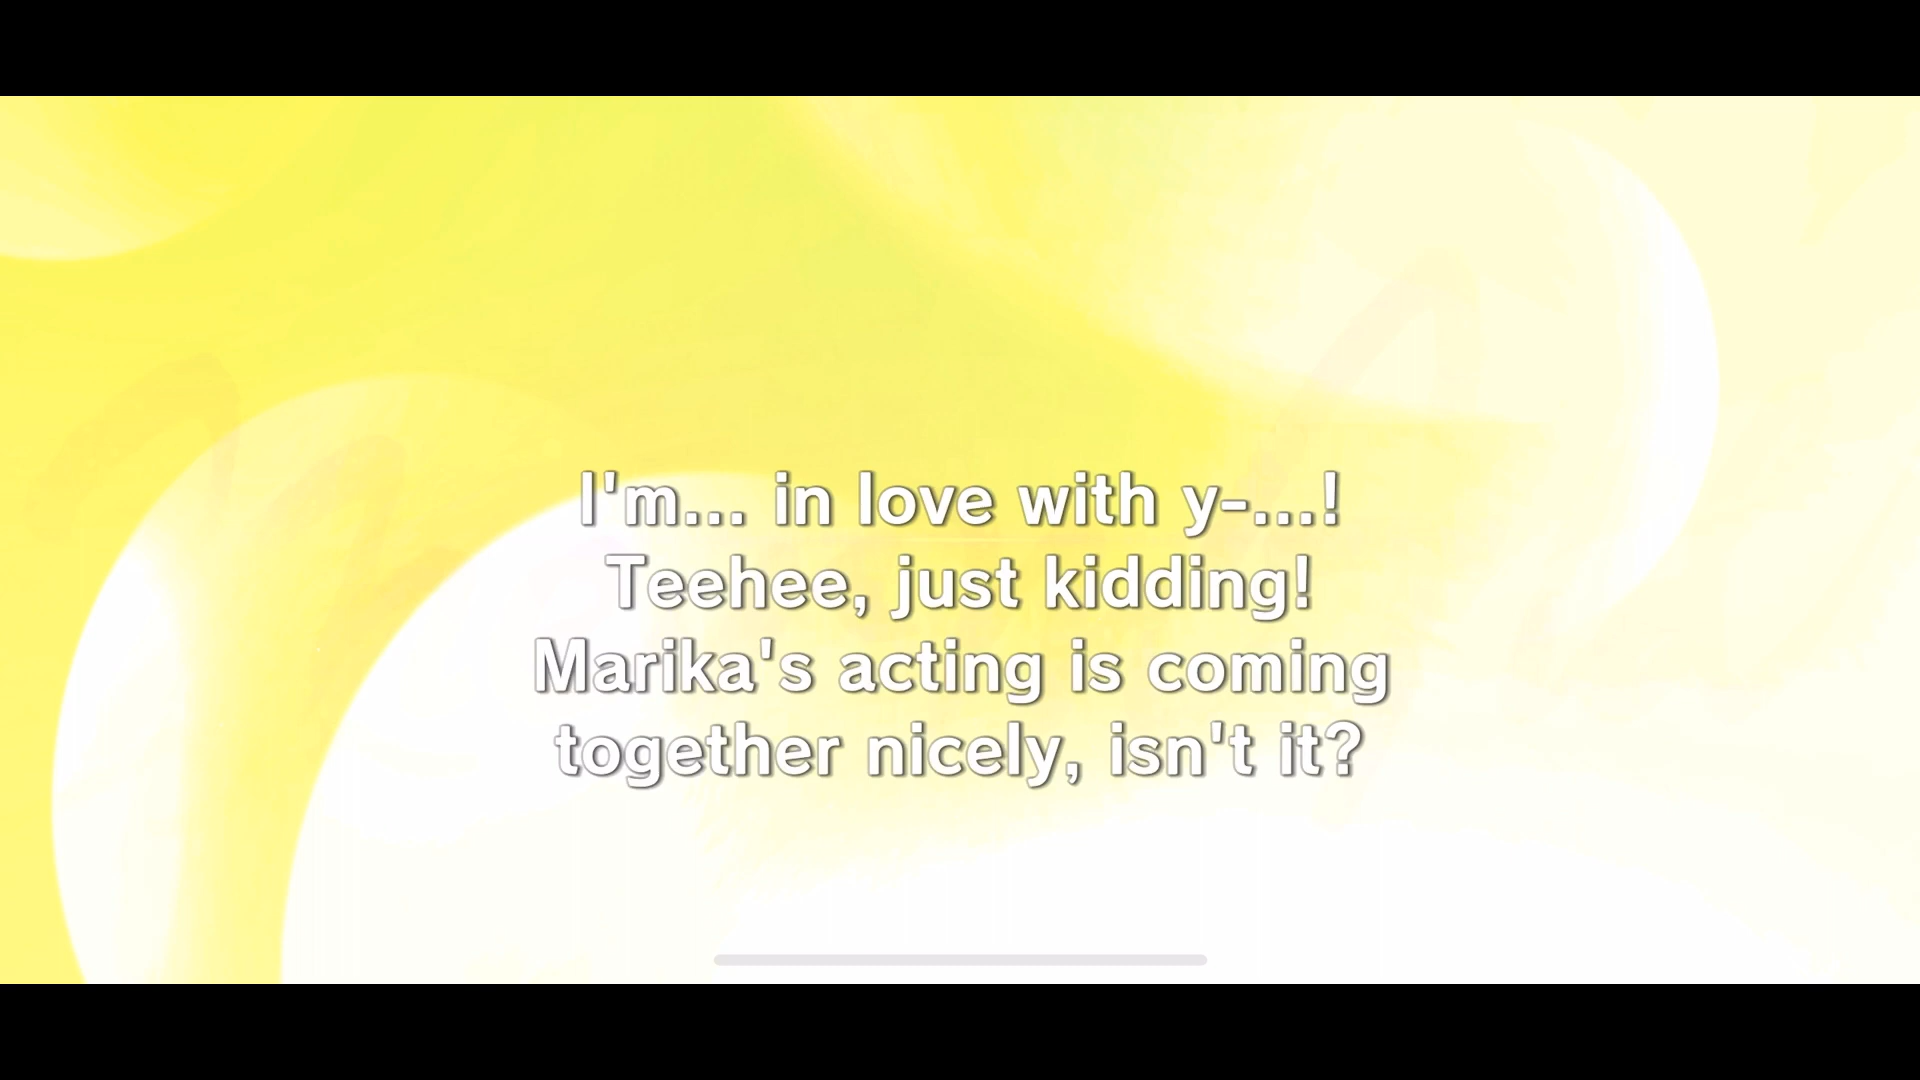 I'm... in love with y-...!
Teehee, just kidding!
Marika's acting is coming
together nicely, isn't it?